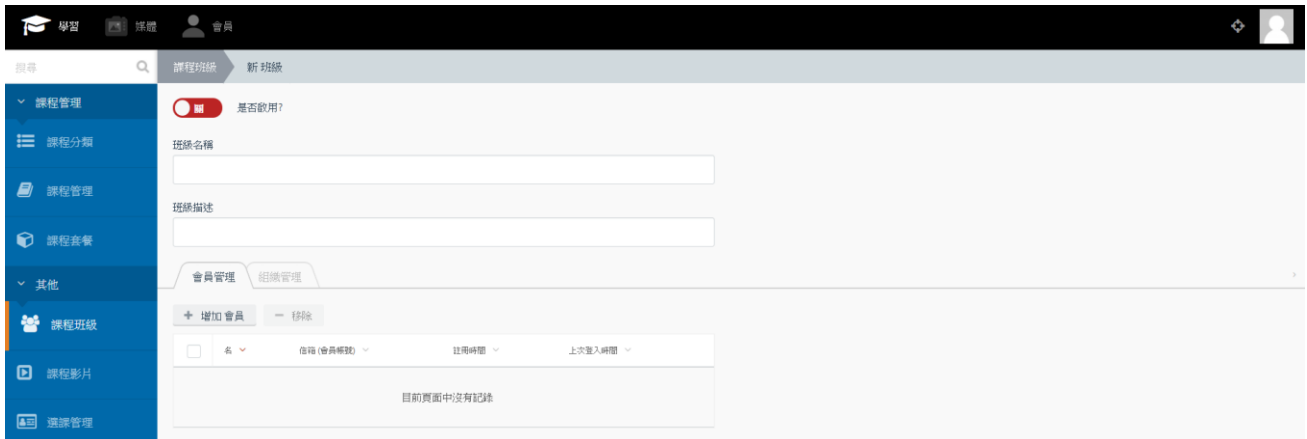 學習 媒體 會員
搜尋
課程班級 新 班級
課程管理
關 是否啟用?
課程分類
班級名稱
課程管理
班級描述
課程套餐
會員管理 組織管理
其他
+ 增加 會員 − 移除
課程班級
名 信箱 (會員帳號) 註冊時間 上次登入時間
課程影片
目前頁面中沒有記錄
選課管理